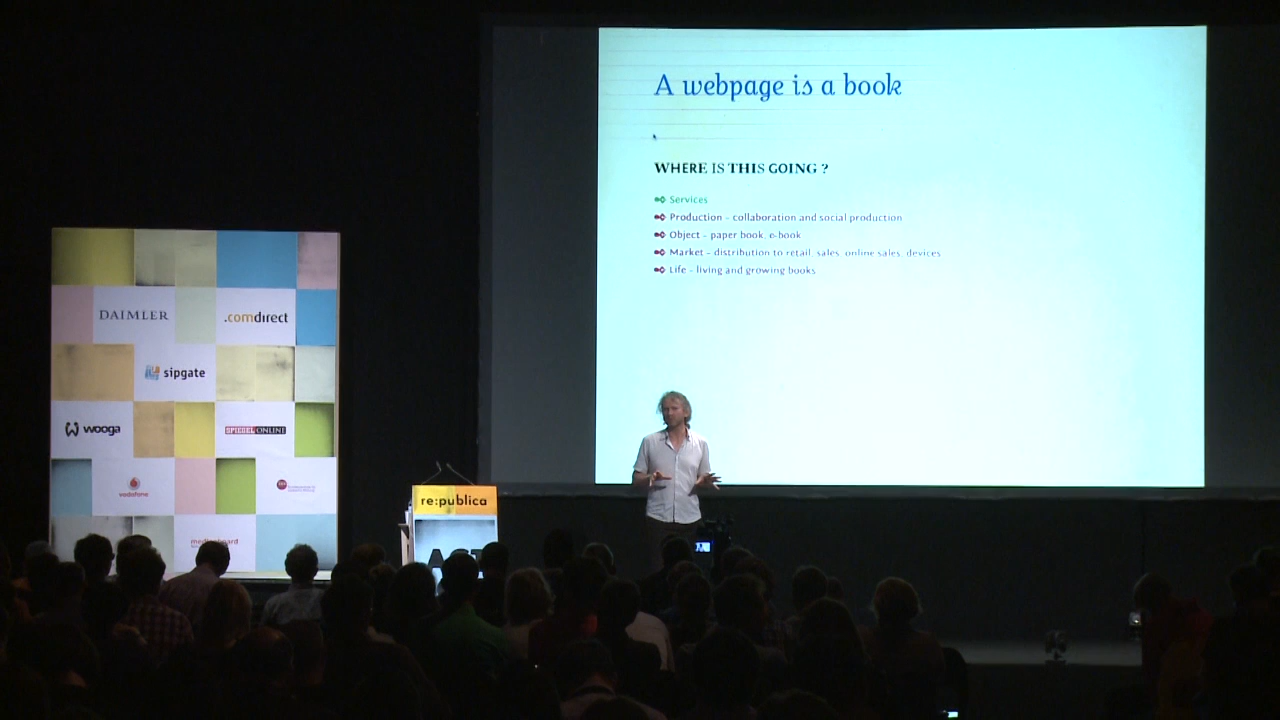 A webpage is a book
WHERE IS THIS GOING ?
Services
Production – collaboration and social production
Object – paper book, e-book
Market – distribution to retail, sales, online sales, devices
Life – living and growing books
DAIMLER
.comdirect
sipgate
wooga
SPIEGEL ONLINE
vodafone
re:publica